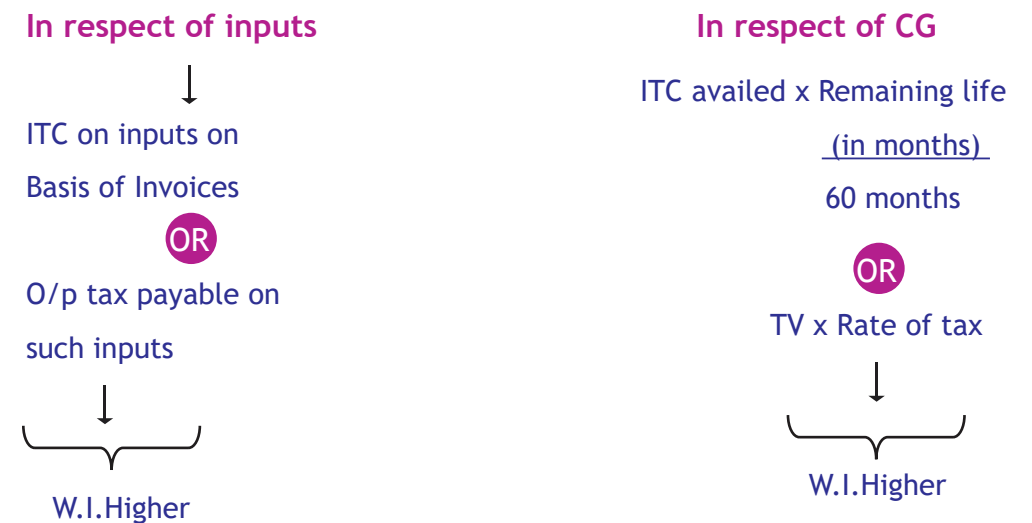 In respect of inputs
ITC on inputs on
Basis of Invoices
OR
O/p tax payable on
such inputs
W.I.Higher
In respect of CG
ITC availed x Remaining life
(in months)
60 months
OR
TV x Rate of tax
W.I.Higher